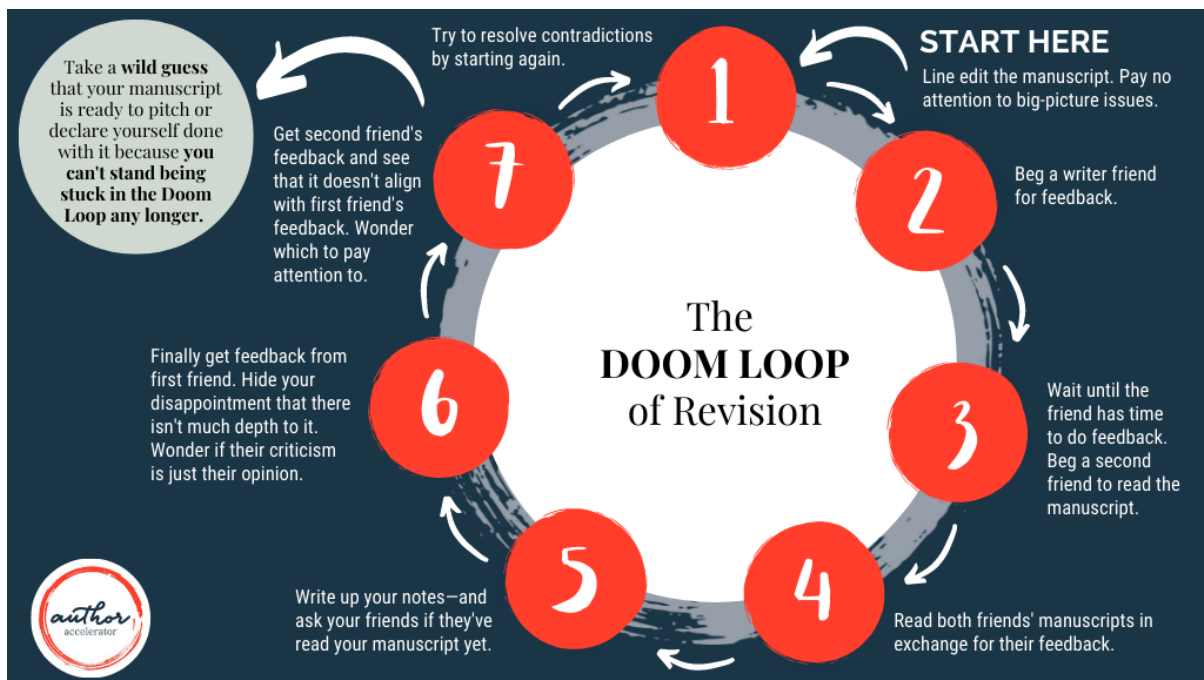 START HERE
1
Line edit the manuscript. Pay no
attention to big-picture issues.
2
Beg a writer friend
for feedback.
3
Wait until the
friend has time
to do feedback.
Beg a second
friend to read the
manuscript.
4
Read both friends' manuscripts in
exchange for their feedback.
5
Write up your notes—and
ask your friends if they've
read your manuscript yet.
6
Finally get feedback from
first friend. Hide your
disappointment that there
isn't much depth to it.
Wonder if their criticism
is just their opinion.
7
Get second friend's
feedback and see
that it doesn't align
with first friend's
feedback. Wonder
which to pay
attention to.
Try to resolve contradictions
by starting again.
Take a wild guess
that your manuscript
is ready to pitch or
declare yourself done
with it because you
can't stand being
stuck in the Doom
Loop any longer.
The
DOOM LOOP
of Revision
author
accelerator